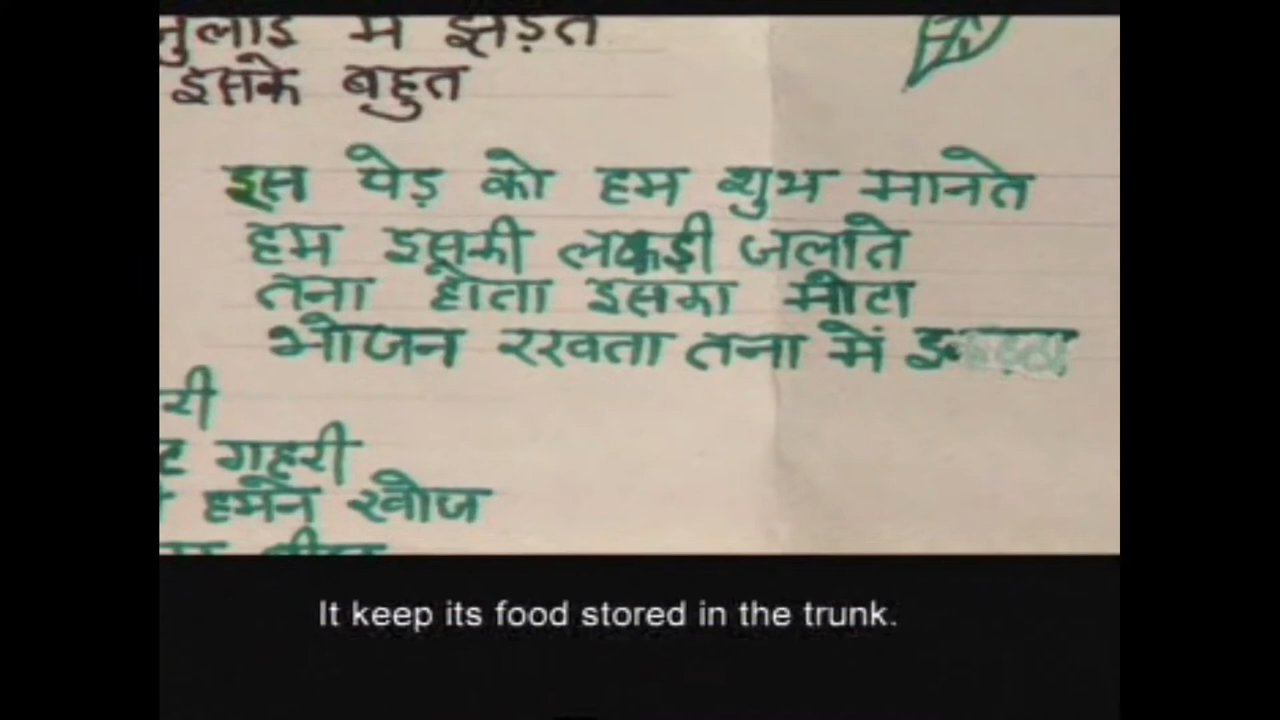 जुलाई में झड़ते
इसके बहुत
इस पेड़ को हम शुभ मानते
हम इसकी लकड़ी जलाते
तना होता इसका मोटा
भोजन रखता तना में
री
गहरी
हमने खोज
It keep its food stored in the trunk.